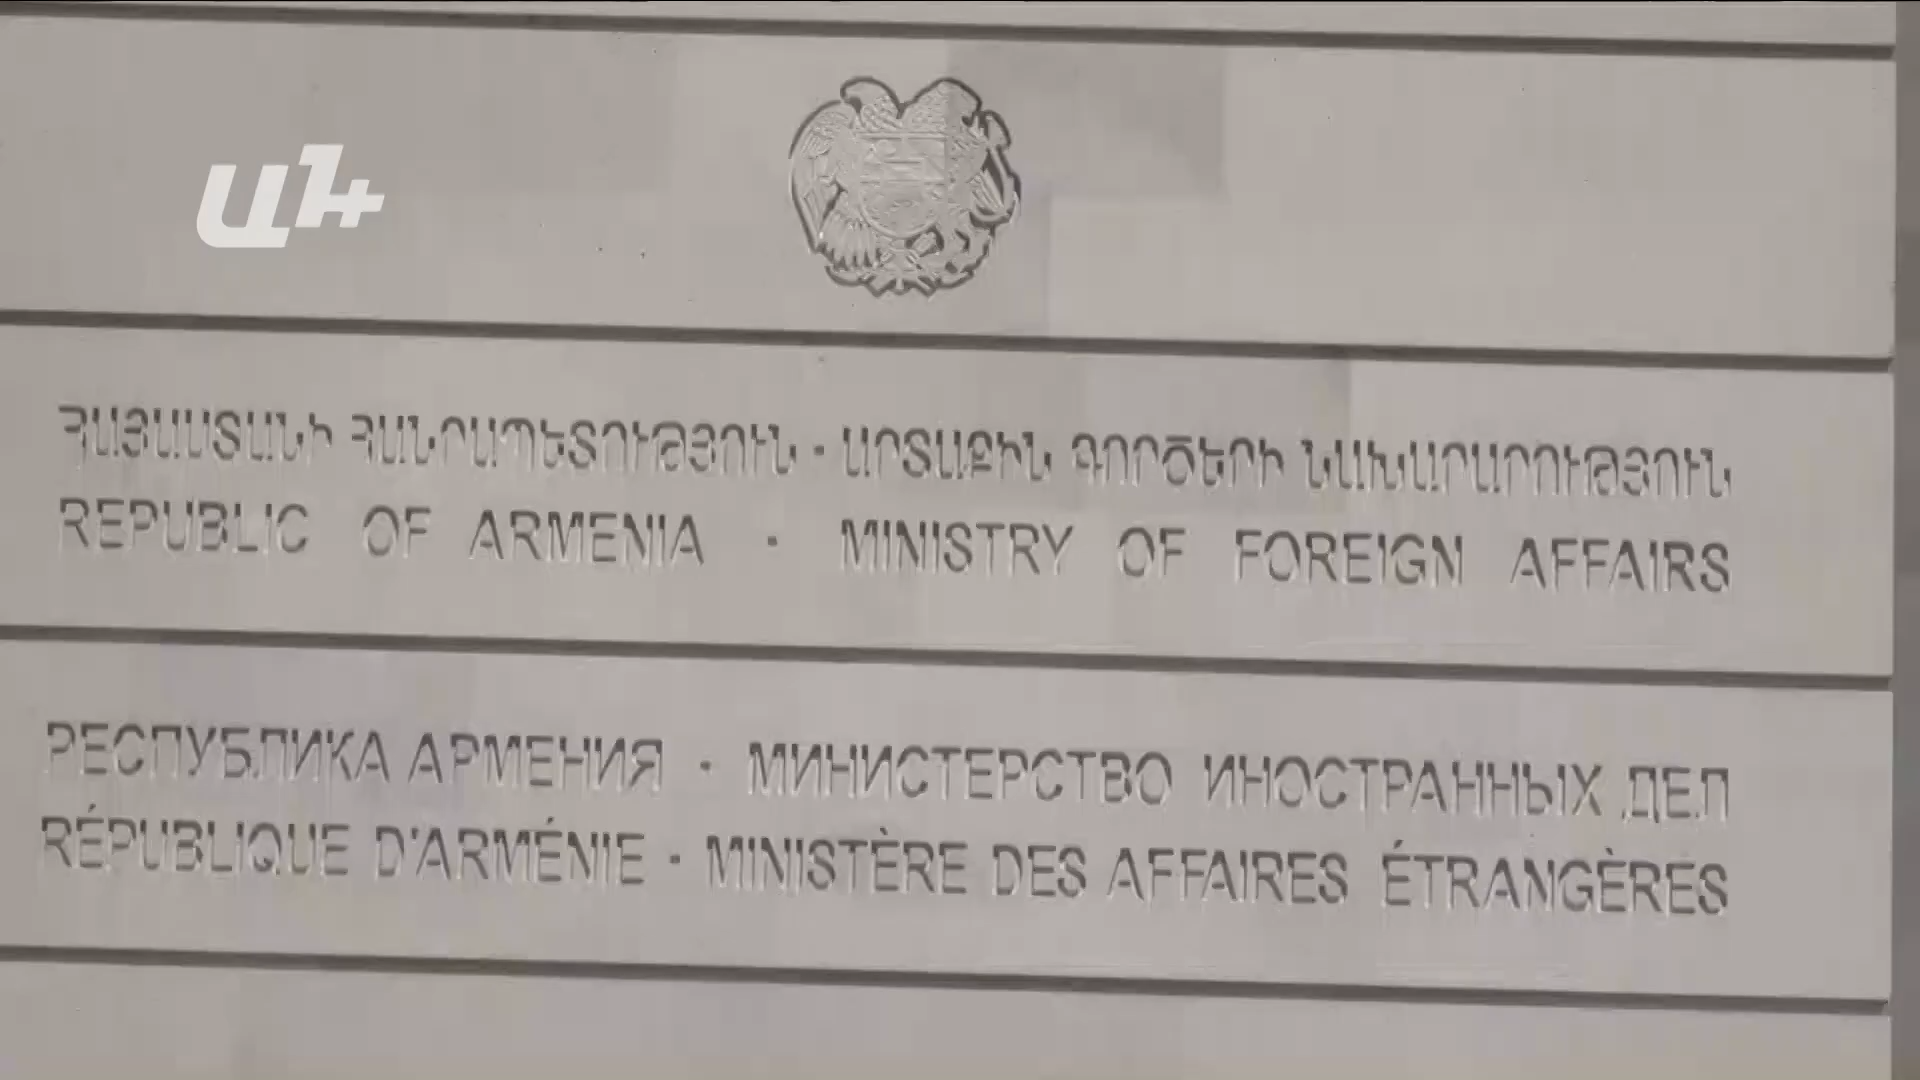 ԱԿ
ՀԱՅԱՍՏԱՆԻ ՀԱՆՐԱՊԵՏՈՒԹՅՈՒՆ · ԱՐՏԱՔԻՆ ԳՈՐԾԵՐԻ ՆԱԽԱՐԱՐՈՒԹՅՈՒՆ
REPUBLIC OF ARMENIA · MINISTRY OF FOREIGN AFFAIRS
РЕСПУБЛИКА АРМЕНИЯ · МИНИСТЕРСТВО ИНОСТРАННЫХ ДЕЛ
RÉPUBLIQUE D'ARMÉNIE · MINISTÈRE DES AFFAIRES ÉTRANGÈRES